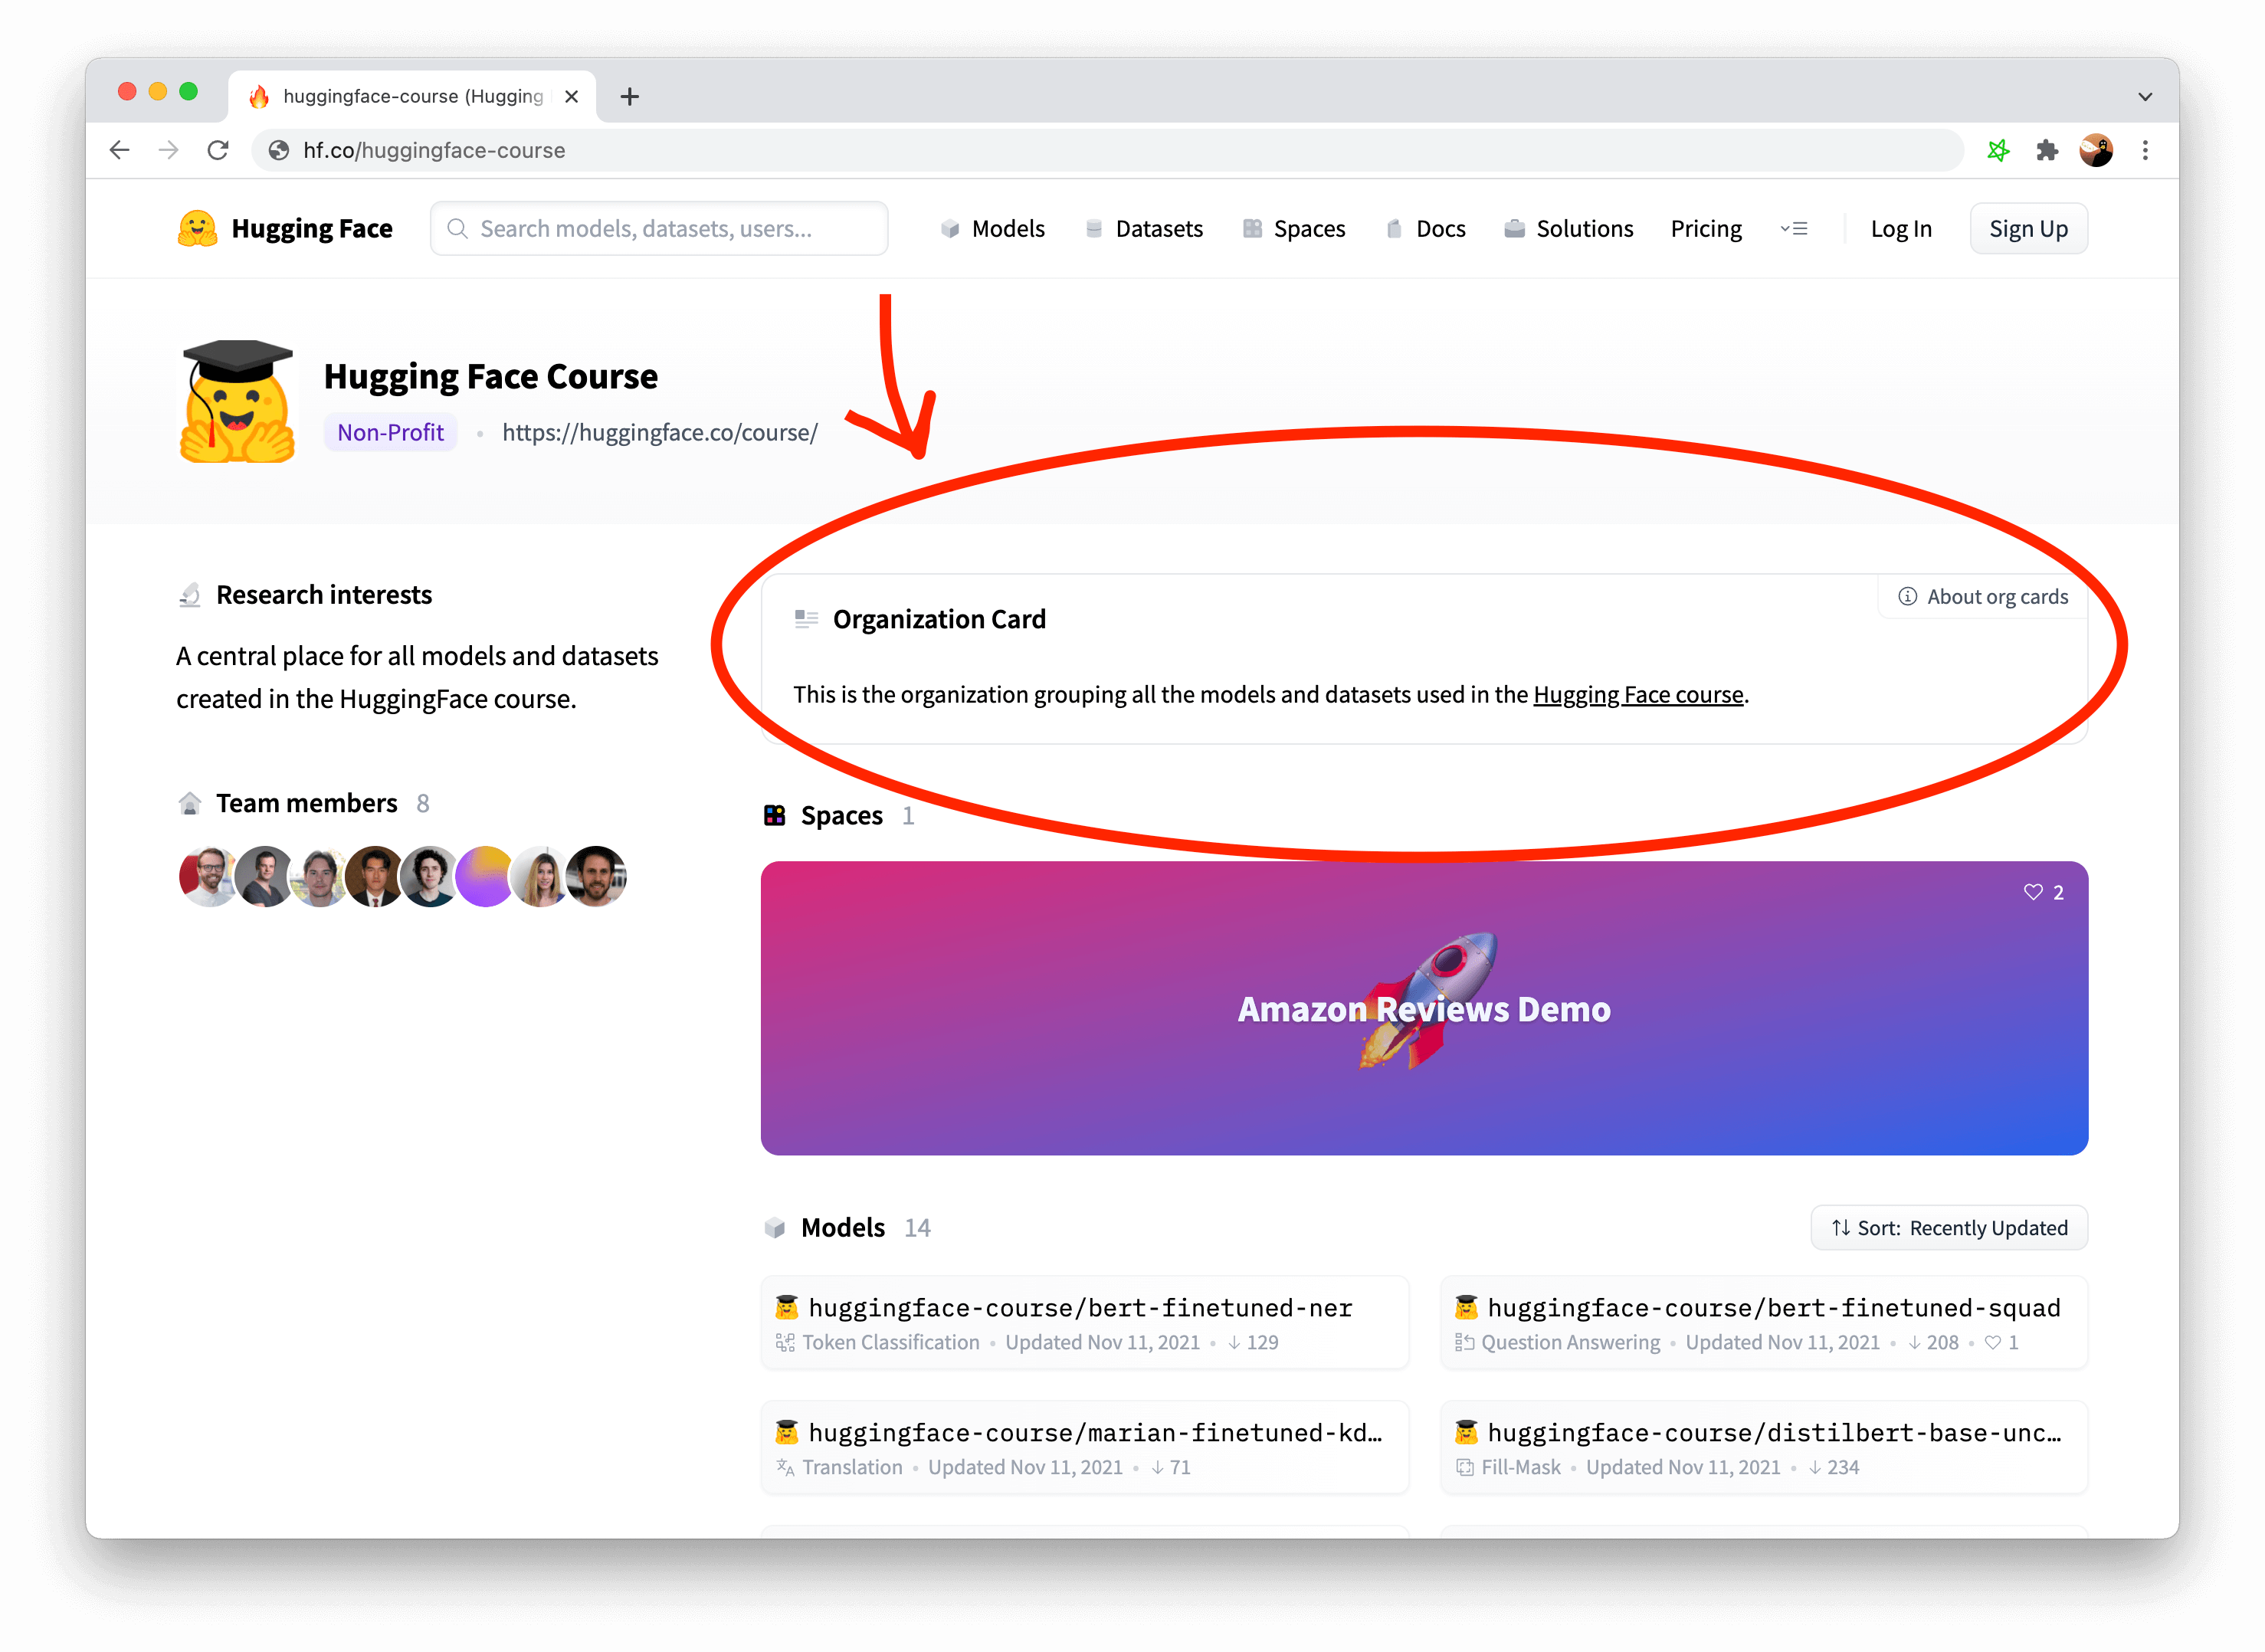 huggingface-course (Hugging
hf.co/huggingface-course
Hugging Face
Search models, datasets, users...
Models
Datasets
Spaces
Docs
Solutions
Pricing
Log In
Sign Up
Hugging Face Course
Non-Profit • https://huggingface.co/course/
Research interests
A central place for all models and datasets
created in the HuggingFace course.
Team members 8
About org cards
Organization Card
This is the organization grouping all the models and datasets used in the Hugging Face course.
Spaces 1
2
Amazon Reviews Demo
Models 14
Sort: Recently Updated
huggingface-course/bert-finetuned-ner
Token Classification • Updated Nov 11, 2021 • ↓ 129
huggingface-course/bert-finetuned-squad
Question Answering • Updated Nov 11, 2021 • ↓ 208 • ♡ 1
huggingface-course/marian-finetuned-kd…
Translation • Updated Nov 11, 2021 • ↓ 71
huggingface-course/distilbert-base-unc…
Fill-Mask • Updated Nov 11, 2021 • ↓ 234